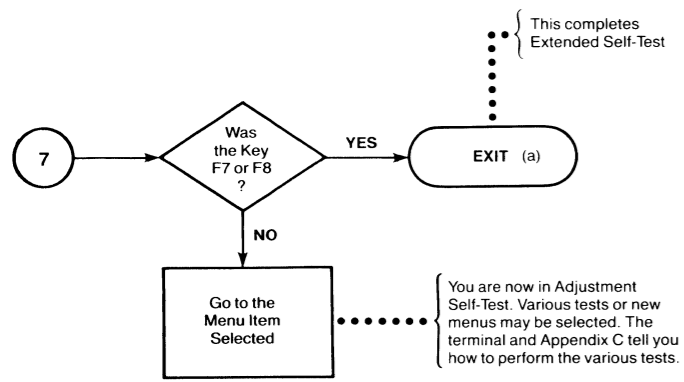 This completes
Extended Self-Test
7
Was
the Key
F7 or F8
?
YES
EXIT (a)
NO
Go to the
Menu Item
Selected
You are now in Adjustment
Self-Test. Various tests or new
menus may be selected. The
terminal and Appendix C tell you
how to perform the various tests.